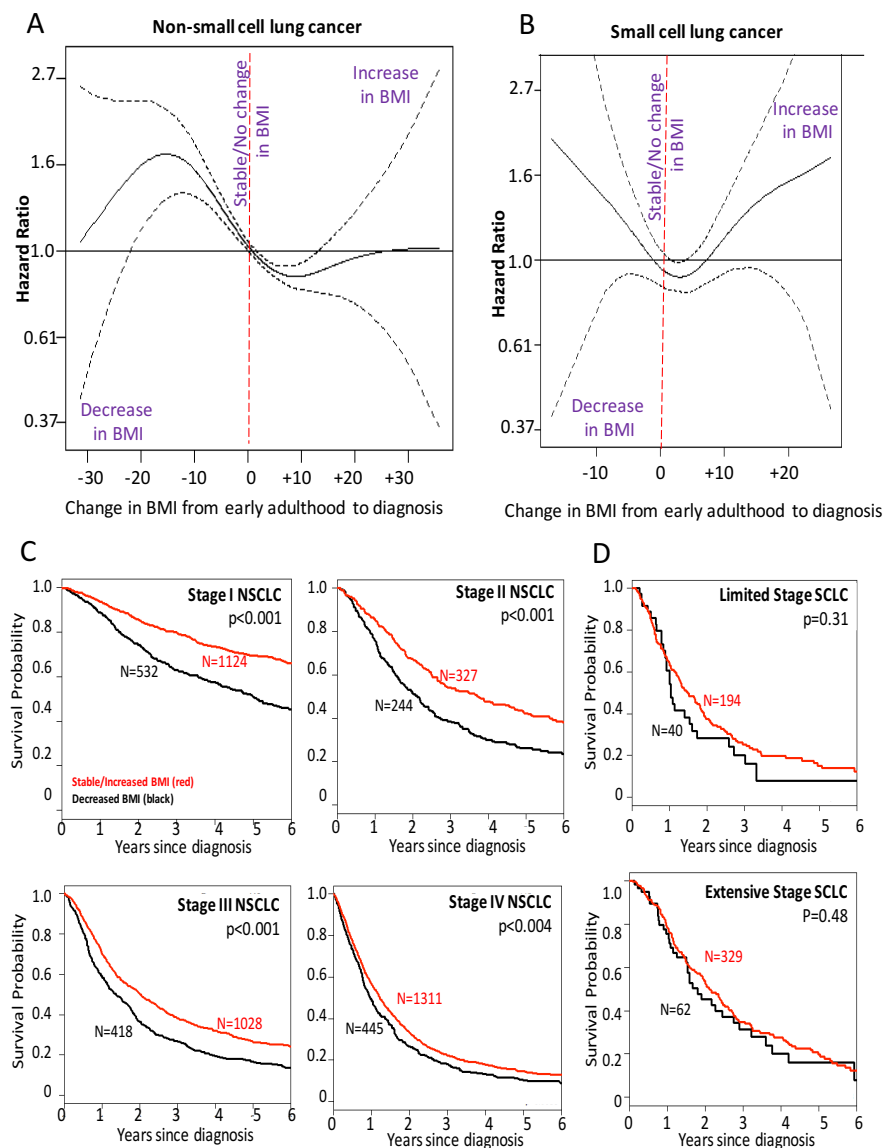 A
Non-small cell lung cancer
Hazard Ratio
2.7
1.6
1.0
0.61
0.37
Stable/No change
in BMI
Increase
in BMI
Decrease
in BMI
-30 -20 -10 0 +10 +20 +30
Change in BMI from early adulthood to diagnosis
B
Small cell lung cancer
Hazard Ratio
2.7
1.6
1.0
0.61
0.37
Stable/No change
in BMI
Increase
in BMI
Decrease
in BMI
-10 0 +10 +20
Change in BMI from early adulthood to diagnosis
C
Survival Probability
1.0
0.8
0.6
0.4
0.2
0
Stage I NSCLC
p<0.001
N=1124
N=532
Stable/Increased BMI (red)
Decreased BMI (black)
0 1 2 3 4 5 6
Years since diagnosis
Survival Probability
1.0
0.8
0.6
0.4
0.2
0
Stage II NSCLC
p<0.001
N=327
N=244
0 1 2 3 4 5 6
Years since diagnosis
D
Survival Probability
1.0
0.8
0.6
0.4
0.2
0
Limited Stage SCLC
p=0.31
N=194
N=40
0 1 2 3 4 5 6
Years since diagnosis
Survival Probability
1.0
0.8
0.6
0.4
0.2
0
Stage III NSCLC
p<0.001
N=1028
N=418
0 1 2 3 4 5 6
Years since diagnosis
Survival Probability
1.0
0.8
0.6
0.4
0.2
0
Stage IV NSCLC
p<0.004
N=1311
N=445
0 1 2 3 4 5 6
Years since diagnosis
Survival Probability
1.0
0.8
0.6
0.4
0.2
0
Extensive Stage SCLC
P=0.48
N=329
N=62
0 1 2 3 4 5 6
Years since diagnosis